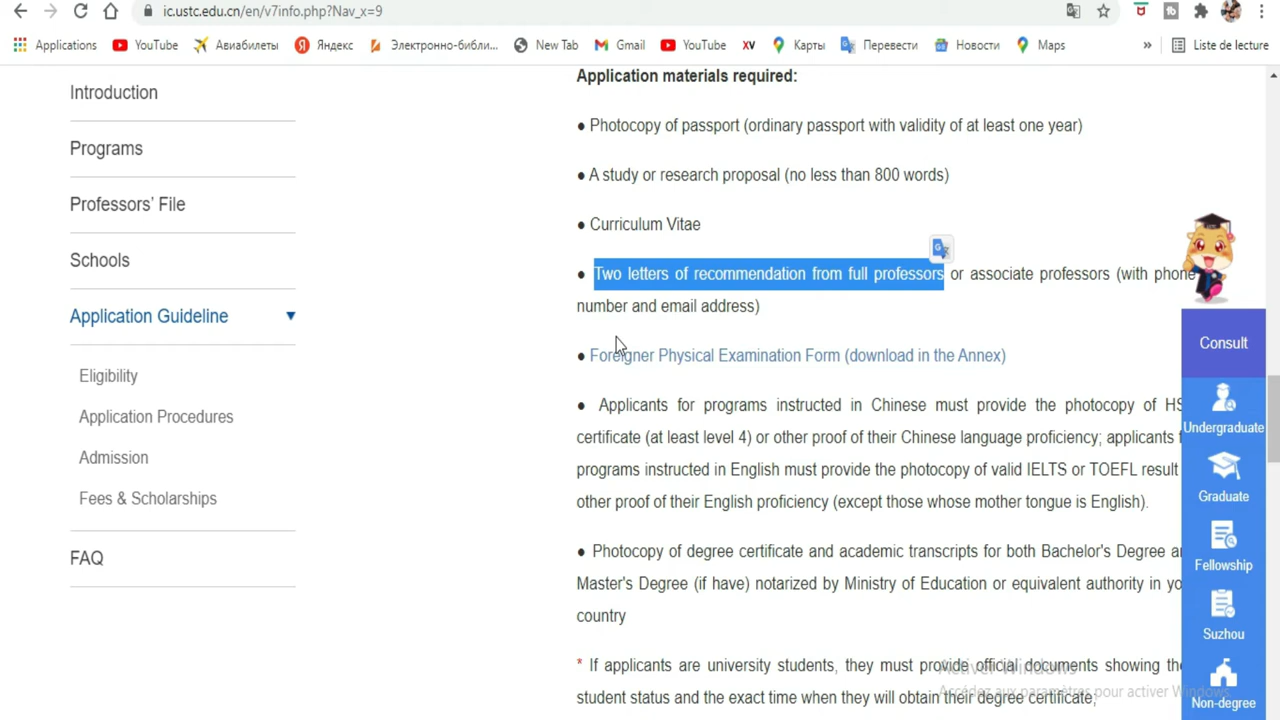 ic.ustc.edu.cn/en/v7info.php?Nav_x=9
Applications YouTube Авиабилеты Яндекс Электронно-библи... New Tab Gmail YouTube XV Карты Перевести Новости Maps » Liste de lecture
Introduction
Programs
Professors' File
Schools
Application Guideline ▼
Eligibility
Application Procedures
Admission
Fees & Scholarships
FAQ
Application materials required:
● Photocopy of passport (ordinary passport with validity of at least one year)
● A study or research proposal (no less than 800 words)
● Curriculum Vitae
● Two letters of recommendation from full professors or associate professors (with phone
number and email address)
● Foreigner Physical Examination Form (download in the Annex)
● Applicants for programs instructed in Chinese must provide the photocopy of HS
certificate (at least level 4) or other proof of their Chinese language proficiency; applicants
programs instructed in English must provide the photocopy of valid IELTS or TOEFL result
other proof of their English proficiency (except those whose mother tongue is English).
● Photocopy of degree certificate and academic transcripts for both Bachelor's Degree
Master's Degree (if have) notarized by Ministry of Education or equivalent authority in yo
country
* If applicants are university students, they must provide official documents showing the
student status and the exact time when they will obtain their degree certificate;
Consult
Undergraduate
Graduate
Fellowship
Suzhou
Non-degree
Activer Windows
Accédez aux paramètres pour activer Windows.